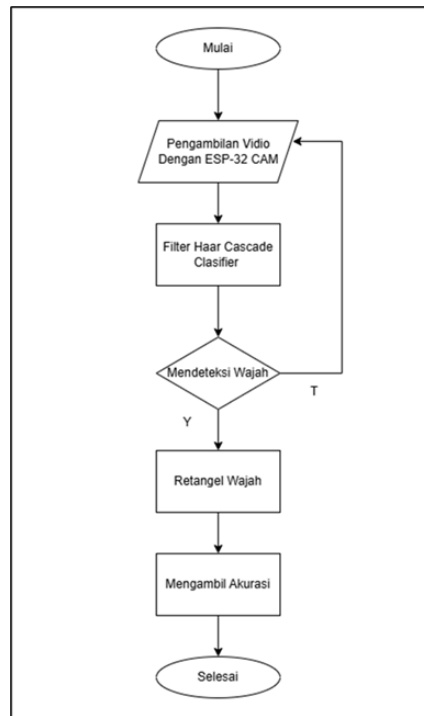 Mulai
Pengambilan Vidio
Dengan ESP-32 CAM
Filter Haar Cascade
Clasifier
Mendeteksi Wajah
T
Y
Retangel Wajah
Mengambil Akurasi
Selesai